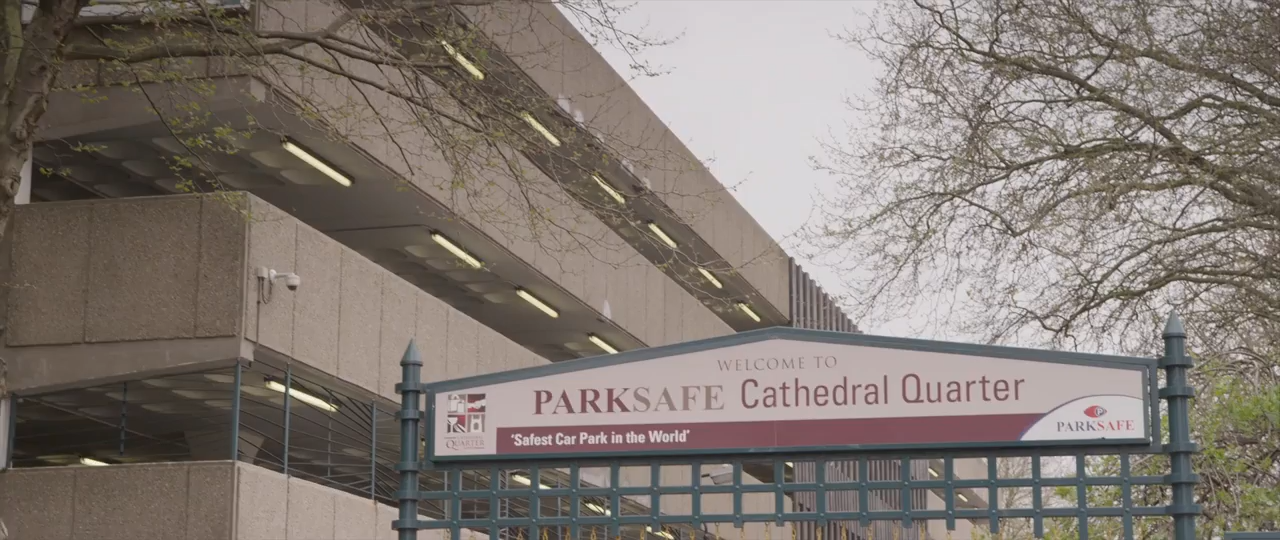 WELCOME TO
PARKSAFE Cathedral Quarter
'Safest Car Park in the World'
QUARTER
PARKSAFE